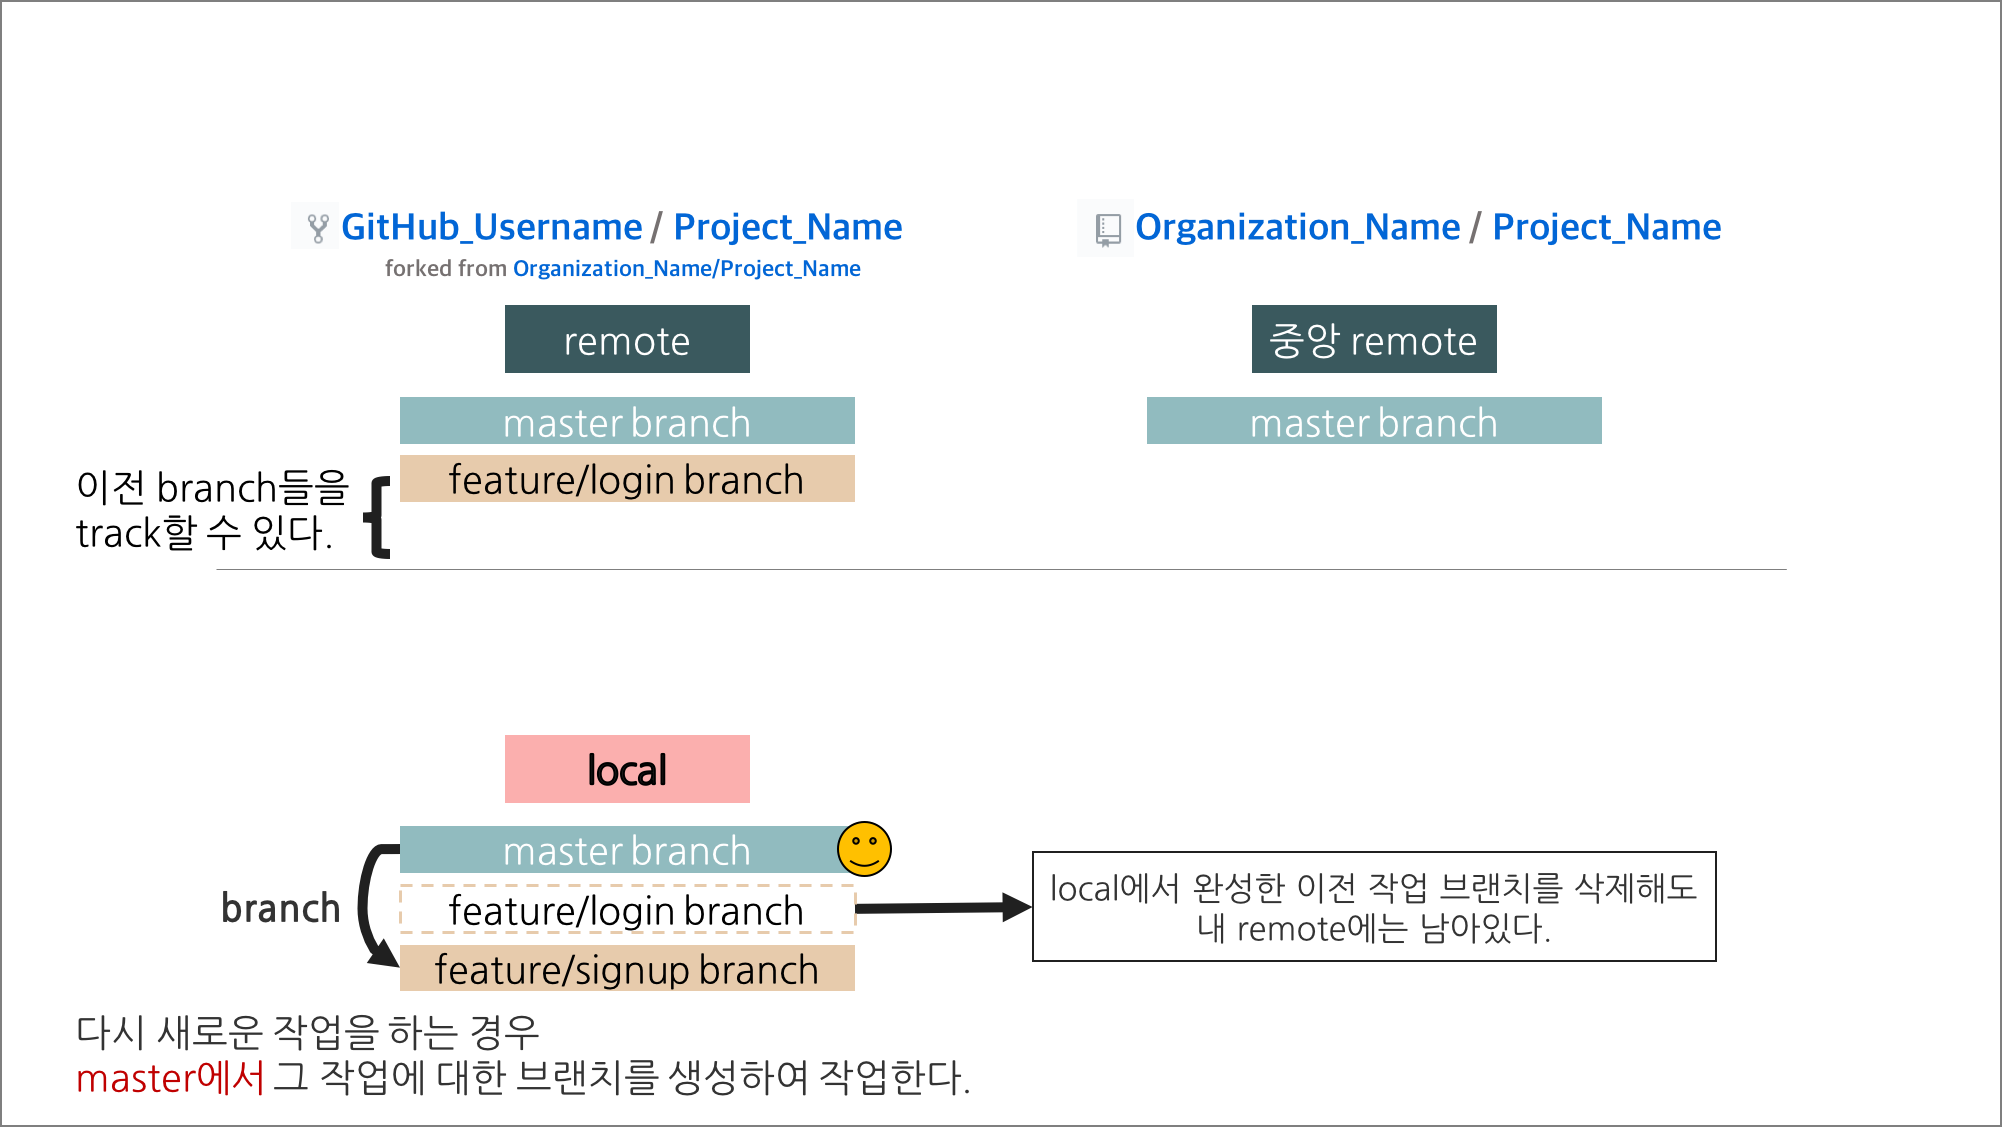 GitHub_Username / Project_Name
forked from Organization_Name/Project_Name
Organization_Name / Project_Name
remote
중앙 remote
master branch
master branch
feature/login branch
이전 branch들을
track할 수 있다.
local
master branch
branch
feature/login branch
feature/signup branch
local에서 완성한 이전 작업 브랜치를 삭제해도
내 remote에는 남아있다.
다시 새로운 작업을 하는 경우
master에서 그 작업에 대한 브랜치를 생성하여 작업한다.